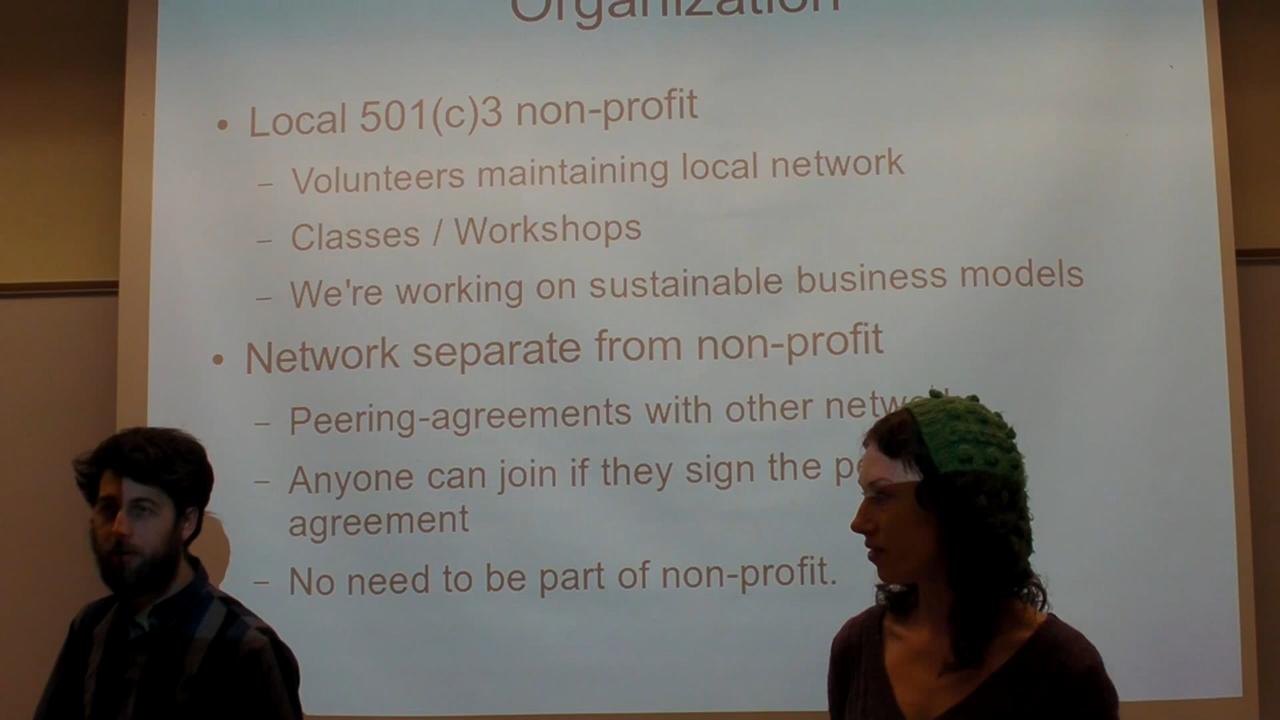 Organization
• Local 501(c)3 non-profit
– Volunteers maintaining local network
– Classes / Workshops
– We're working on sustainable business models
• Network separate from non-profit
– Peering-agreements with other
– Anyone can join if they sign the
agreement
– No need to be part of non-profit.